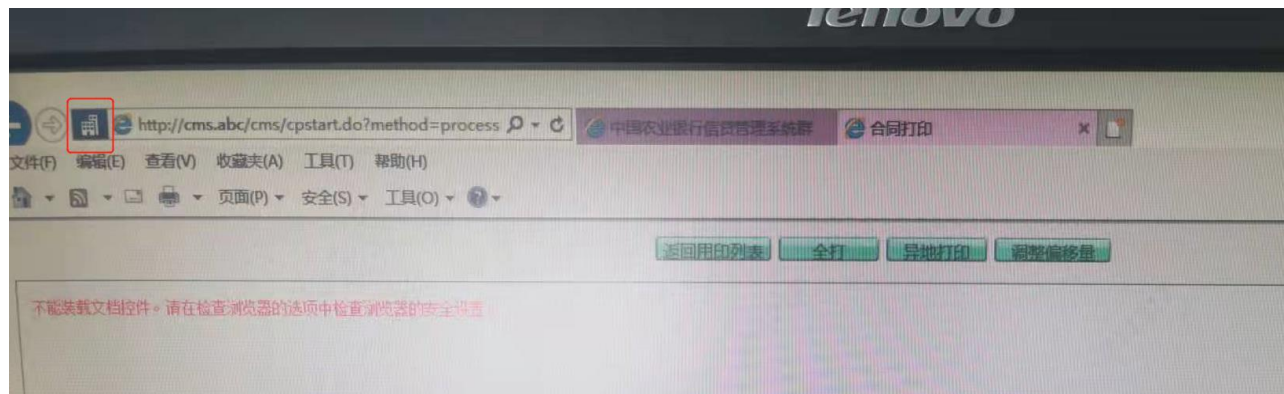 lenovo
http://cms.abc/cms/cpstart.do?method=process
中国农业银行信贷管理系统群
合同打印
文件(F) 编辑(E) 查看(V) 收藏夹(A) 工具(T) 帮助(H)
页面(P) 安全(S) 工具(O)
返回用印列表 全打 异地打印 调整偏移量
不能装载文档控件。请在检查浏览器的选项中检查浏览器的安全设置